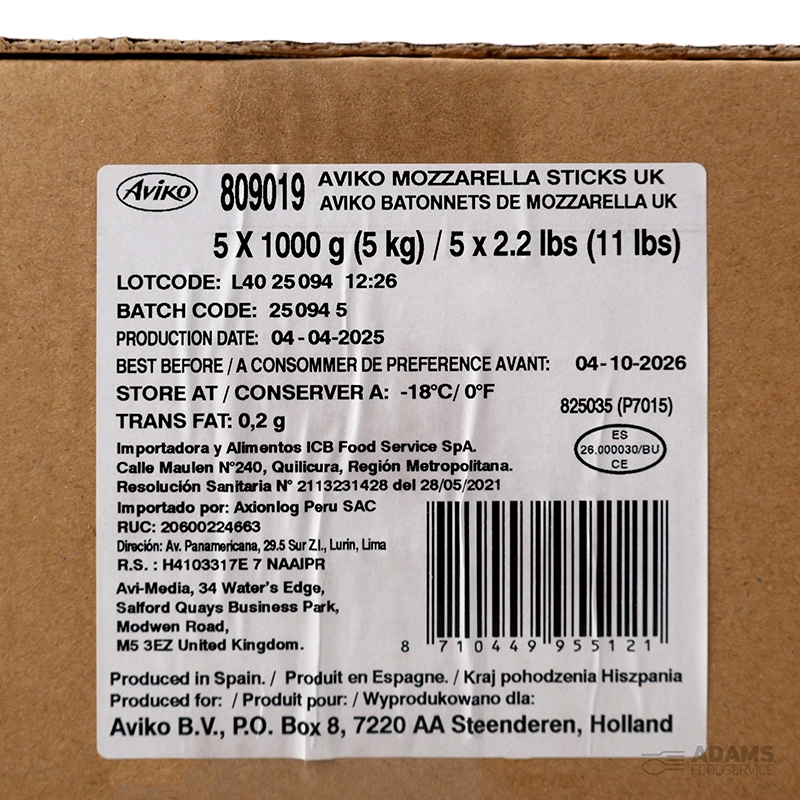 Aviko 809019 AVIKO MOZZARELLA STICKS UK
AVIKO BATONNETS DE MOZZARELLA UK
5 X 1000 g (5 kg) / 5 x 2.2 lbs (11 lbs)
LOTCODE: L40 25094 12:26
BATCH CODE: 25094 5
PRODUCTION DATE: 04-04-2025
BEST BEFORE / A CONSOMMER DE PREFERENCE AVANT: 04-10-2026
STORE AT / CONSERVER A: -18°C/ 0°F
825035 (P7015)
TRANS FAT: 0,2 g
ES
26.000030/BU
CE
Importadora y Alimentos ICB Food Service SpA.
Calle Maulen N°240, Quilicura, Región Metropolitana.
Resolución Sanitaria N° 2113231428 del 28/05/2021
Importado por: Axionlog Peru SAC
RUC: 20600224663
Direción: Av. Panamericana, 29.5 Sur Z.I., Lurin, Lima
R.S. : H4103317E 7 NAAIPR
Avi-Media, 34 Water's Edge,
Salford Quays Business Park,
Modwen Road,
M5 3EZ United Kingdom.
8 710449 955121
Produced in Spain. / Produit en Espagne. / Kraj pohodzenia Hiszpania
Produced for: / Produit pour: / Wyprodukowano dla:
Aviko B.V., P.O. Box 8, 7220 AA Steenderen, Holland
ADAMS
FOODSERVICE